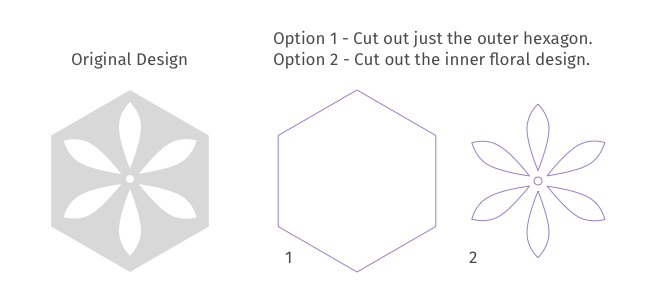 Original Design
Option 1 - Cut out just the outer hexagon.
Option 2 - Cut out the inner floral design.
1
2